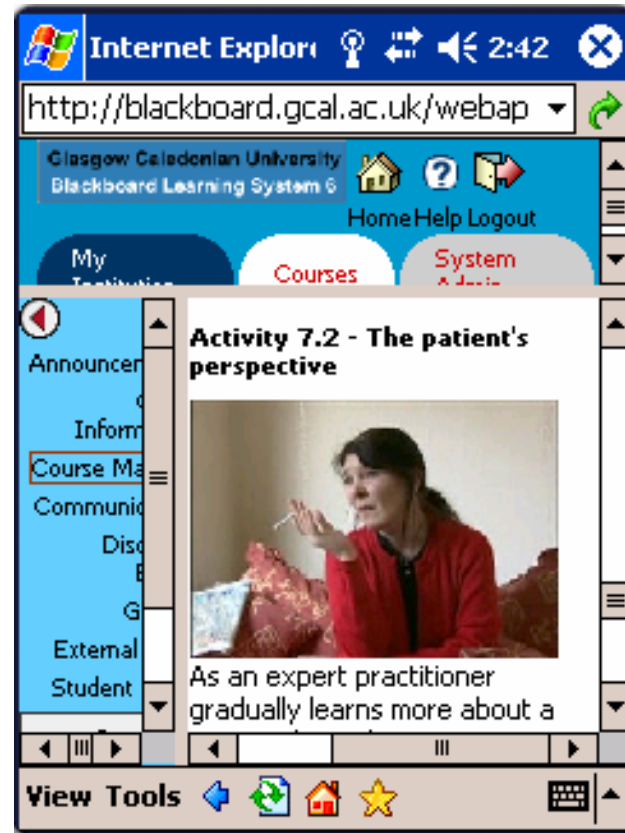 Internet Explor 2:42
http://blackboard.gcal.ac.uk/webap
Glasgow Caledonian University
Blackboard Learning System 6
Home Help Logout
My
Courses
System
Activity 7.2 - The patient's
perspective
Announcer
Inform
Course Ma
Communic
Disc
G
External
Student
As an expert practitioner
gradually learns more about a
View Tools